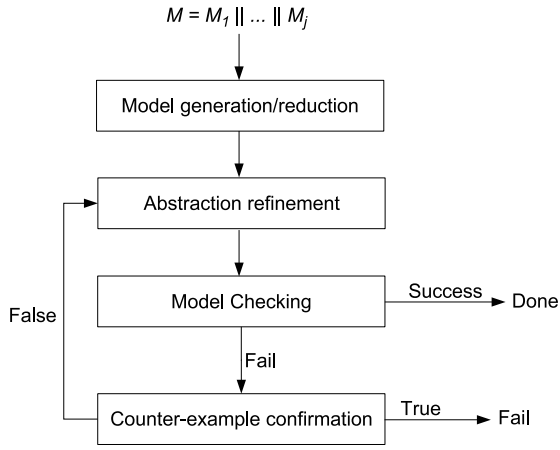 M = M₁ || ... || Mⱼ
Model generation/reduction
Abstraction refinement
Model Checking
Success
Done
False
Fail
Counter-example confirmation
True
Fail